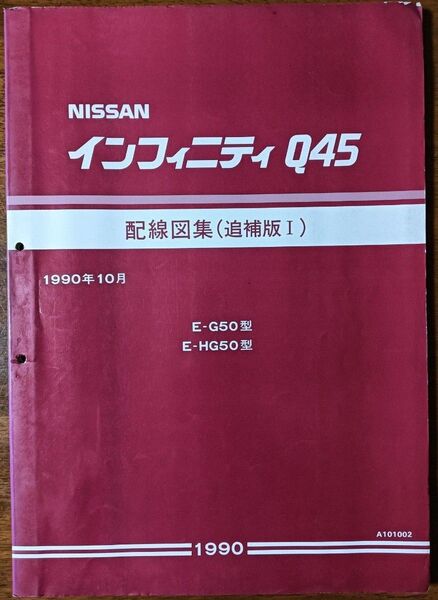 NISSAN
インフィニティ Q45
配線図集(追補版Ⅰ)
1990年10月
E-G50型
E-HG50型
A101002
1990